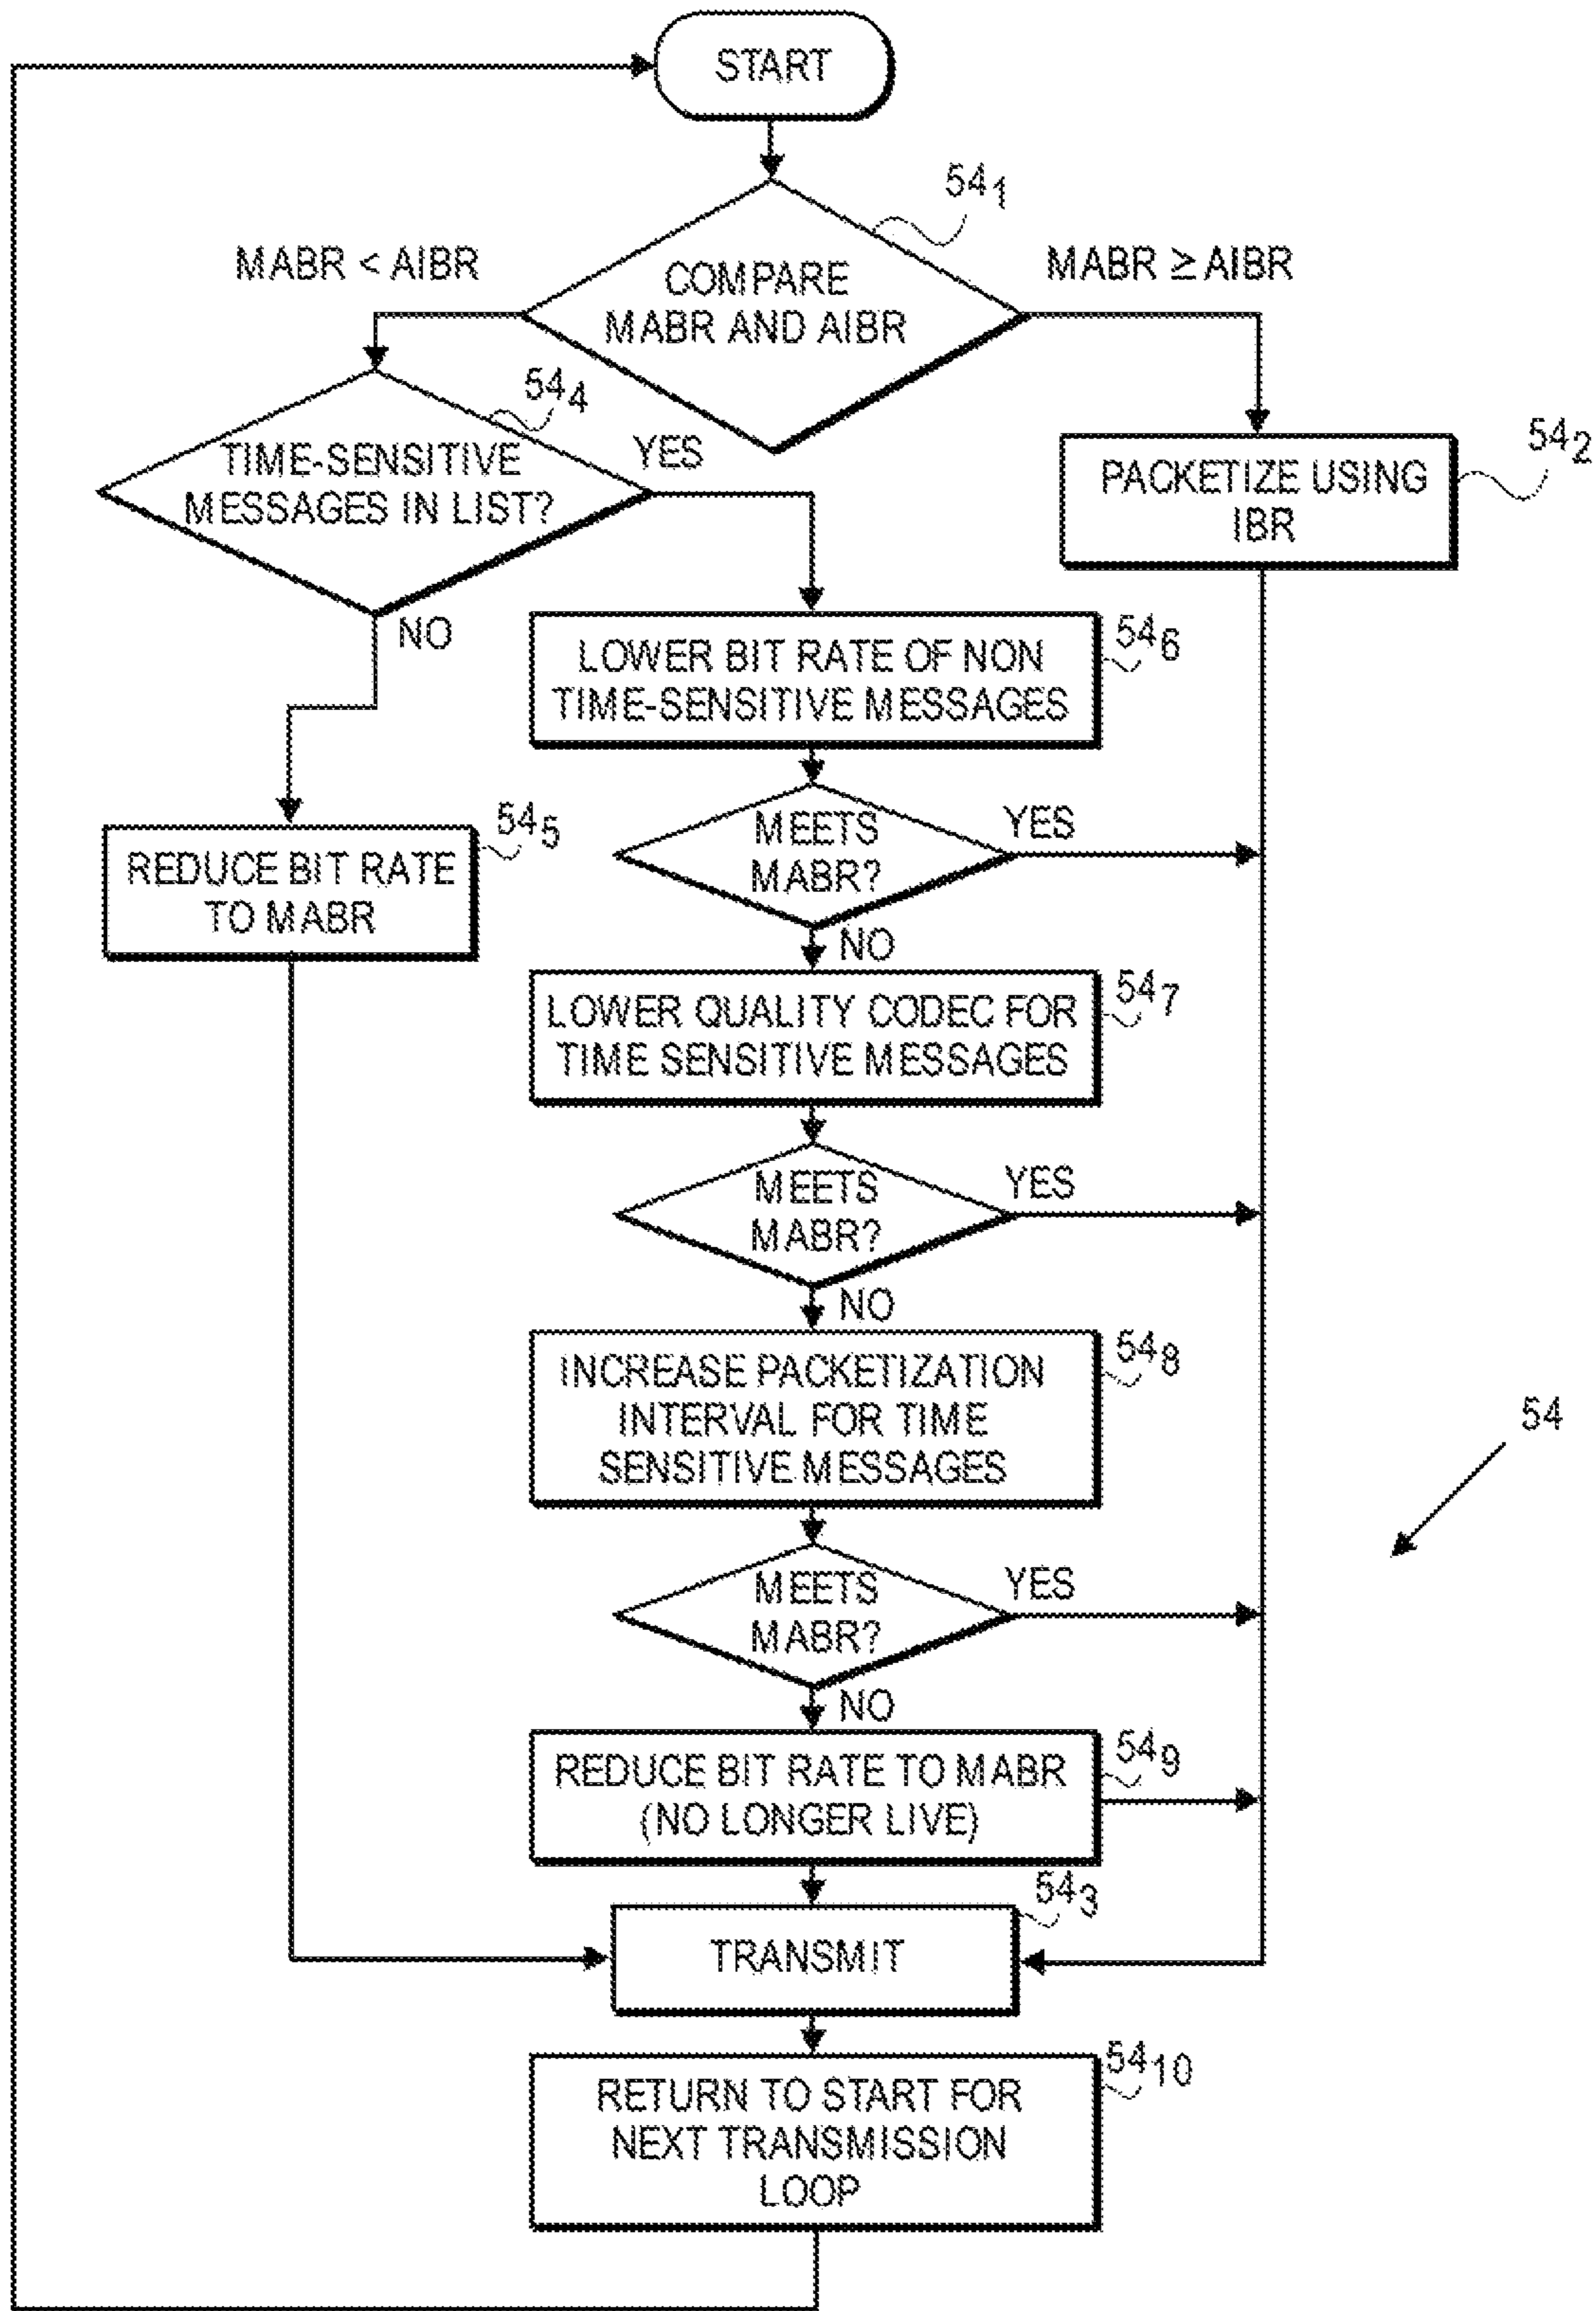 START
54₁
MABR < AIBR
MABR ≥ AIBR
COMPARE
MABR AND AIBR
54₄
TIME-SENSITIVE
MESSAGES IN LIST?
YES
NO
54₂
PACKETIZE USING
IBR
54₆
LOWER BIT RATE OF NON
TIME-SENSITIVE MESSAGES
MEETS
MABR?
YES
NO
54₅
REDUCE BIT RATE
TO MABR
54₇
LOWER QUALITY CODEC FOR
TIME SENSITIVE MESSAGES
MEETS
MABR?
YES
NO
54₈
INCREASE PACKETIZATION
INTERVAL FOR TIME
SENSITIVE MESSAGES
54
MEETS
MABR?
YES
NO
54₉
REDUCE BIT RATE TO MABR
(NO LONGER LIVE)
54₃
TRANSMIT
54₁₀
RETURN TO START FOR
NEXT TRANSMISSION
LOOP